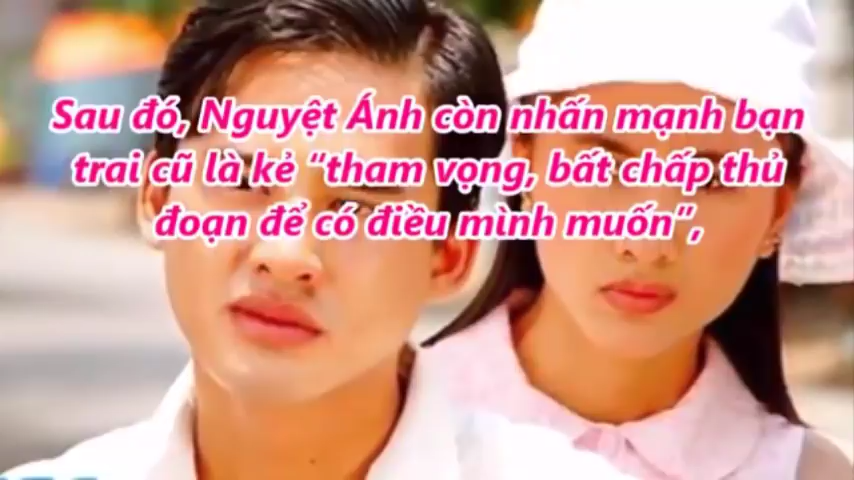 Sau đó, Nguyệt Ánh còn nhấn mạnh bạn
trai cũ là kẻ “tham vọng, bất chấp thủ
đoạn để có điều mình muốn”,